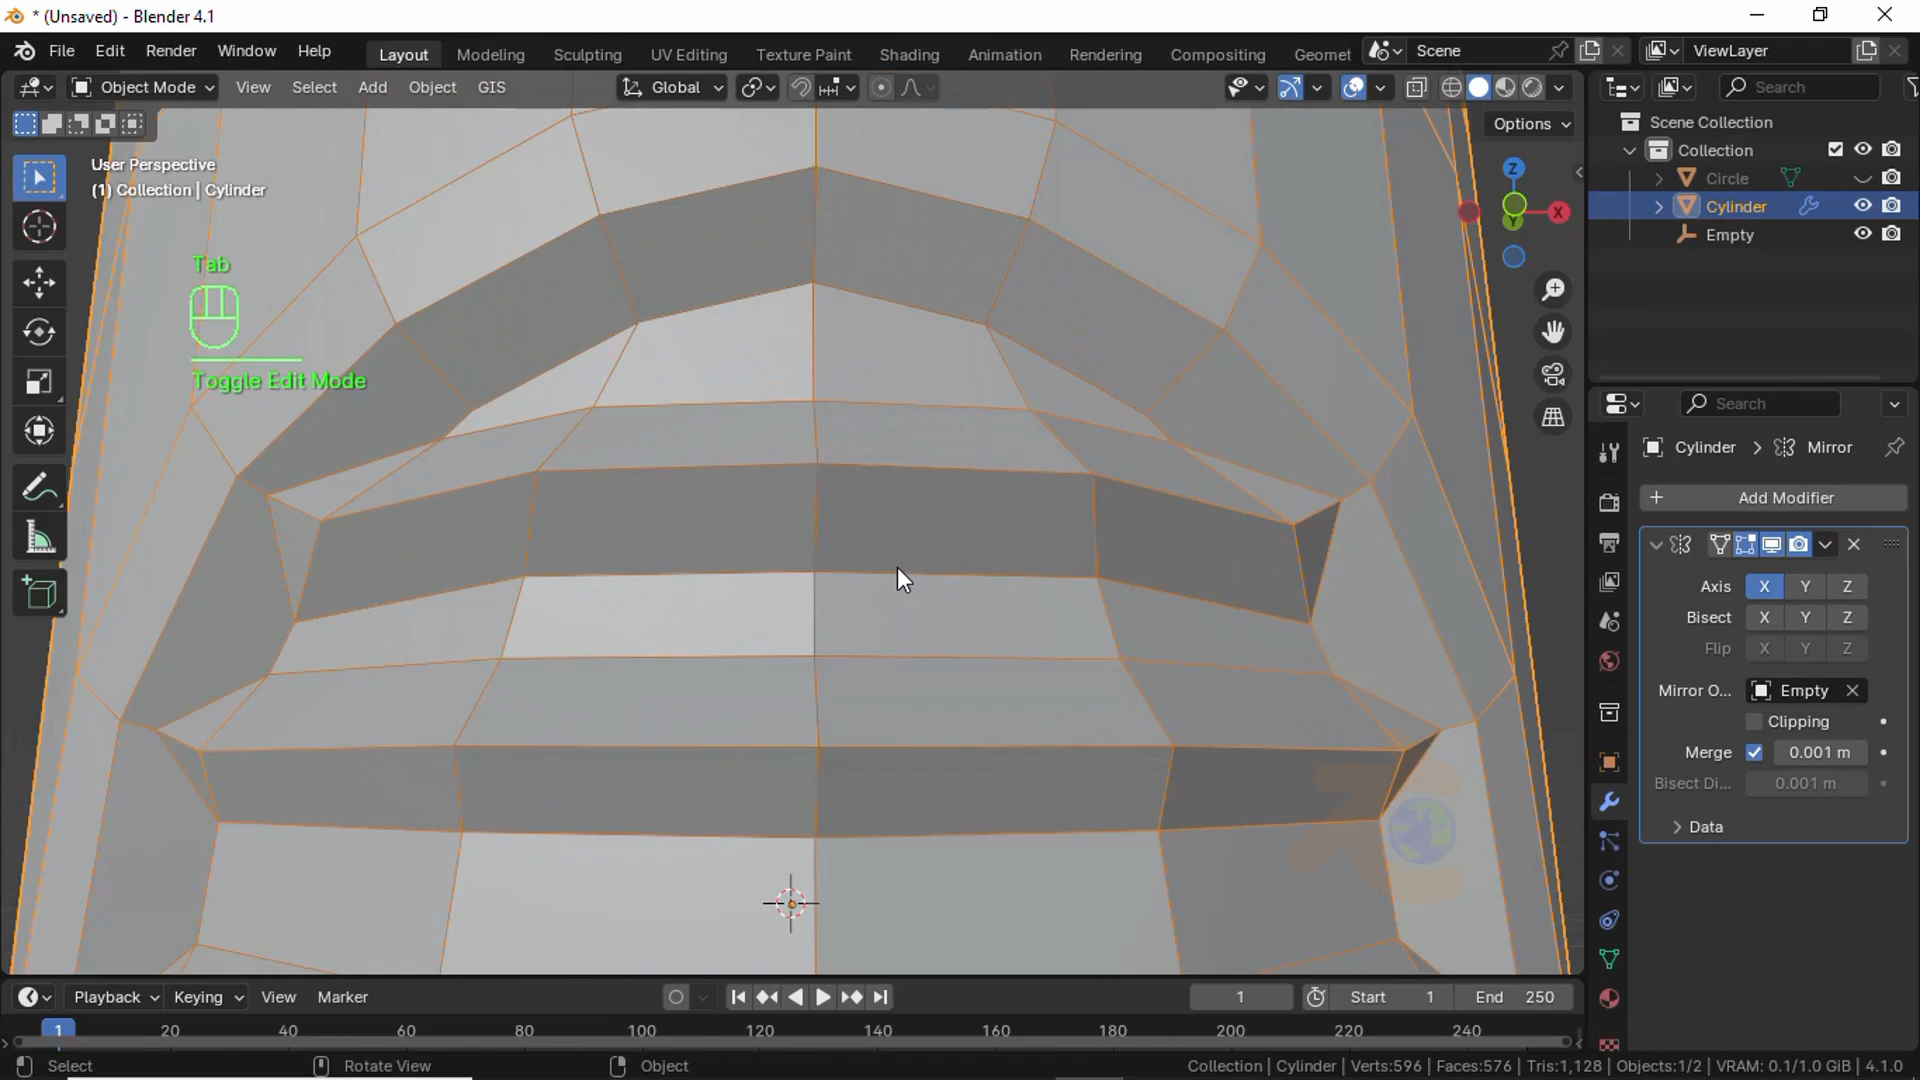 * (Unsaved) - Blender 4.1
File Edit Render Window Help Layout Modeling Sculpting UV Editing Texture Paint Shading Animation Rendering Compositing Geomet Scene ViewLayer
Object Mode View Select Add Object GIS Global Search
Options
User Perspective
(1) Collection | Cylinder
Tab
Toggle Edit Mode
Z
X
Y
Scene Collection
Collection
Circle
Cylinder
Empty
Search
Cylinder > Mirror
+ Add Modifier
Axis X Y Z
Bisect X Y Z
Flip X Y Z
Mirror O... Empty
Clipping
Merge 0.001 m
Bisect Di... 0.001 m
Data
Playback Keying View Marker 1 Start 1 End 250
1 20 40 60 80 100 120 140 160 180 200 220 240
Select Rotate View Object Collection | Cylinder | Verts:596 | Faces:576 | Tris:1,128 | Objects:1/2 | VRAM: 0.1/1.0 GiB | 4.1.0